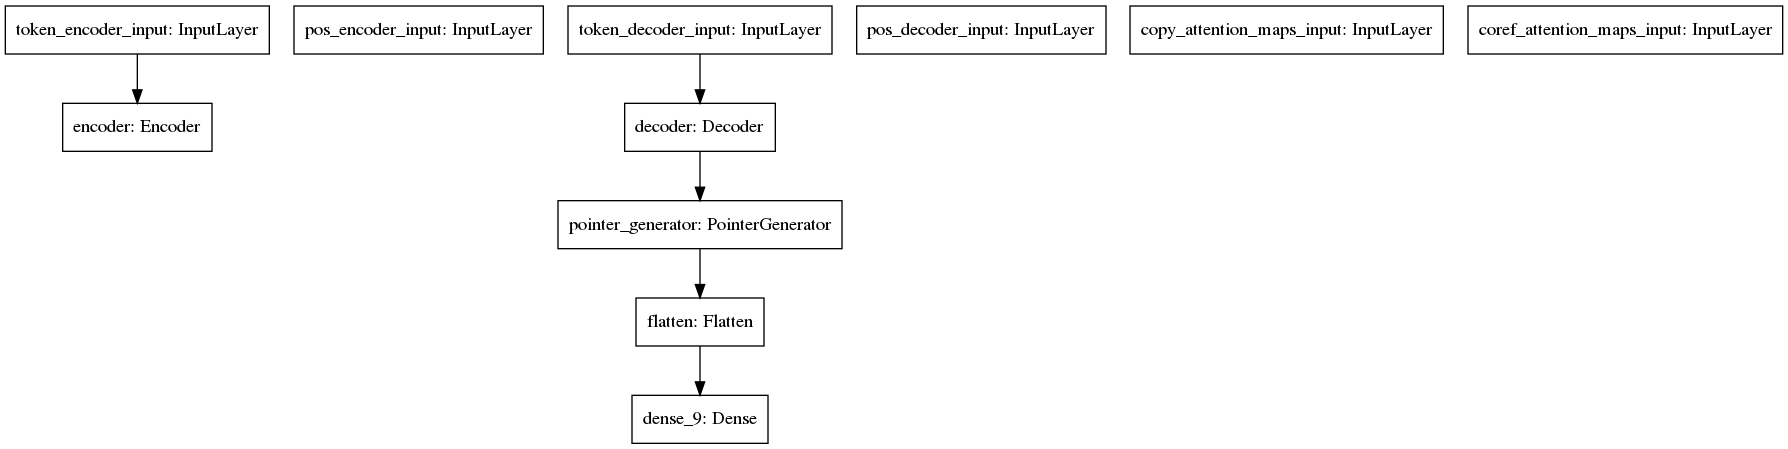 token_encoder_input: InputLayer
pos_encoder_input: InputLayer
token_decoder_input: InputLayer
pos_decoder_input: InputLayer
copy_attention_maps_input: InputLayer
coref_attention_maps_input: InputLayer
encoder: Encoder
decoder: Decoder
pointer_generator: PointerGenerator
flatten: Flatten
dense_9: Dense